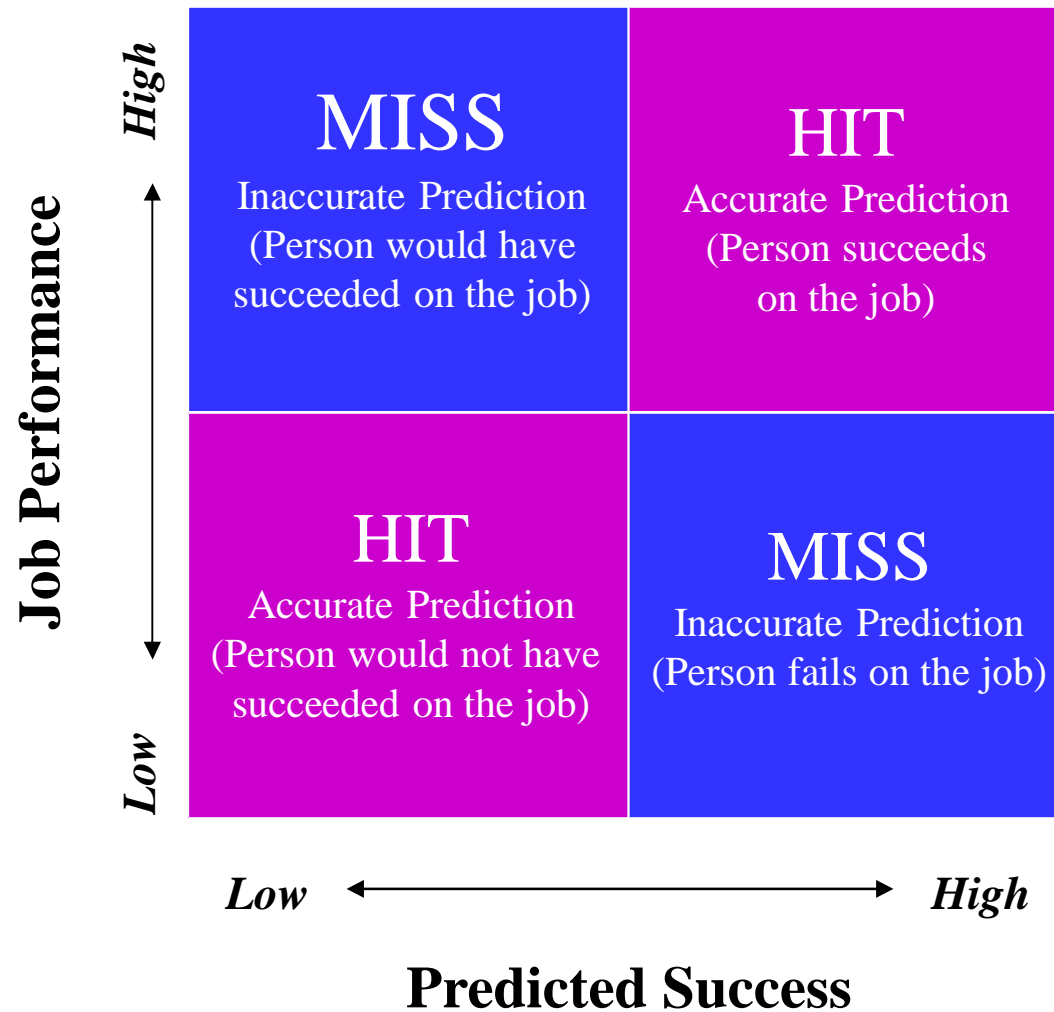 High
Job Performance
Low
MISS
Inaccurate Prediction
(Person would have
succeeded on the job)
HIT
Accurate Prediction
(Person succeeds
on the job)
HIT
Accurate Prediction
(Person would not have
succeeded on the job)
MISS
Inaccurate Prediction
(Person fails on the job)
Low
High
Predicted Success